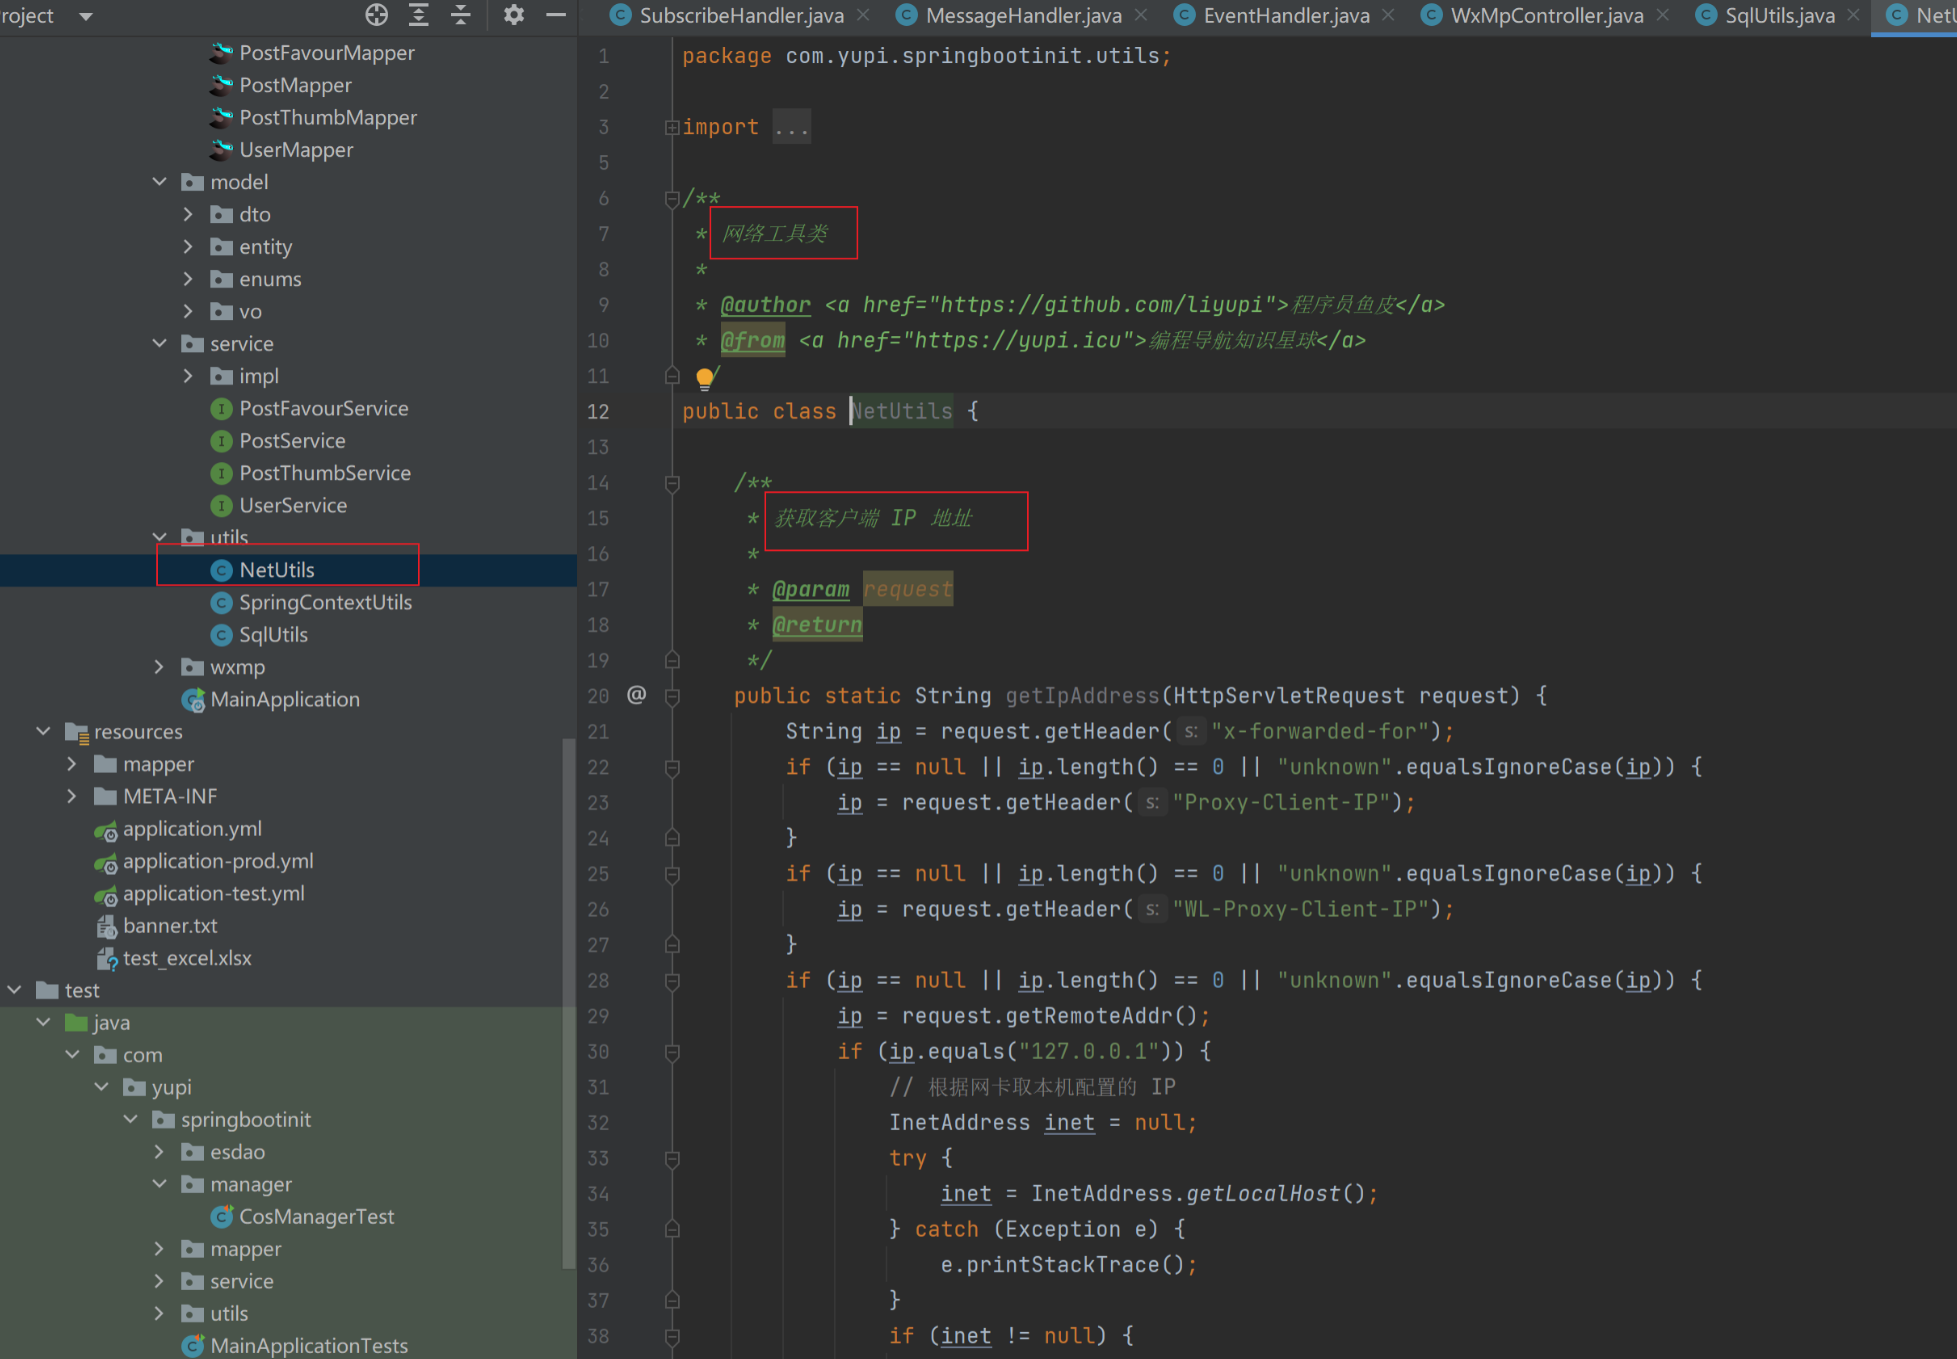 roject
PostFavourMapper
PostMapper
PostThumbMapper
UserMapper
model
dto
entity
enums
vo
service
impl
PostFavourService
PostService
PostThumbService
UserService
utils
NetUtils
SpringContextUtils
SqlUtils
wxmp
MainApplication
resources
mapper
META-INF
application.yml
application-prod.yml
application-test.yml
banner.txt
test_excel.xlsx
test
java
com
yupi
springbootinit
esdao
manager
CosManagerTest
mapper
service
utils
MainApplicationTests
SubscribeHandler.java
MessageHandler.java
EventHandler.java
WxMpController.java
SqlUtils.java
NetU
1 package com.yupi.springbootinit.utils;
2
3 import ...
5
6 /**
7 * 网络工具类
8 *
9 * @author <a href="https://github.com/liyupi">程序员鱼皮</a>
10 * @from <a href="https://yupi.icu">编程导航知识星球</a>
11 /
12 public class NetUtils {
13
14 /**
15 * 获取客户端 IP 地址
16 *
17 * @param request
18 * @return
19 */
20 @ public static String getIpAddress(HttpServletRequest request) {
21 String ip = request.getHeader( s: "x-forwarded-for");
22 if (ip == null || ip.length() == 0 || "unknown".equalsIgnoreCase(ip)) {
23 ip = request.getHeader( s: "Proxy-Client-IP");
24 }
25 if (ip == null || ip.length() == 0 || "unknown".equalsIgnoreCase(ip)) {
26 ip = request.getHeader( s: "WL-Proxy-Client-IP");
27 }
28 if (ip == null || ip.length() == 0 || "unknown".equalsIgnoreCase(ip)) {
29 ip = request.getRemoteAddr();
30 if (ip.equals("127.0.0.1")) {
31 // 根据网卡取本机配置的 IP
32 InetAddress inet = null;
33 try {
34 inet = InetAddress.getLocalHost();
35 } catch (Exception e) {
36 e.printStackTrace();
37 }
38 if (inet != null) {